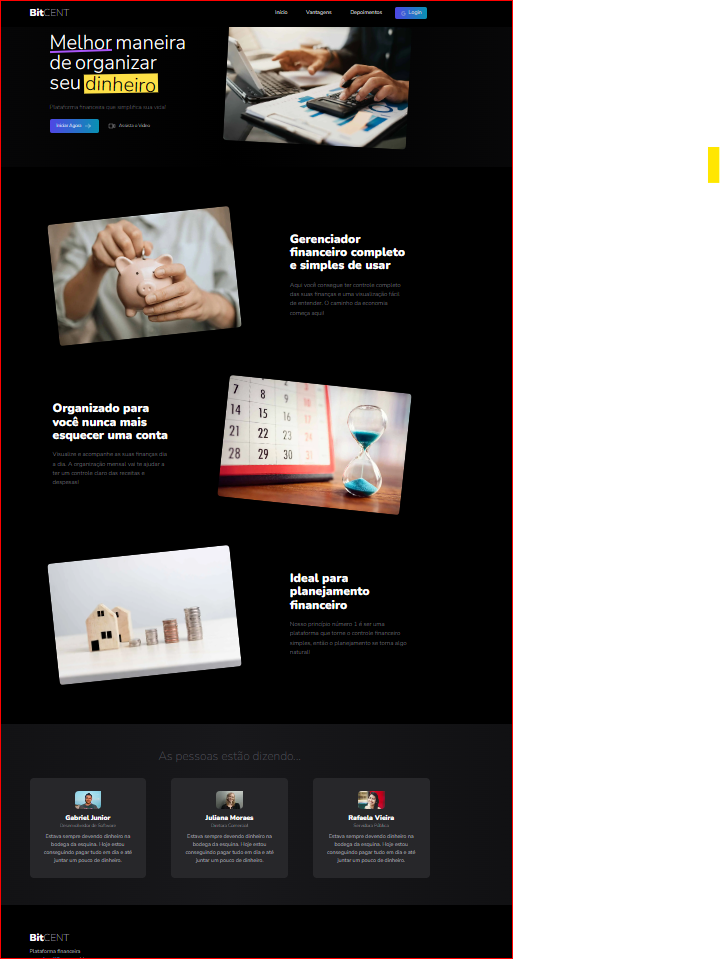 BitCENT
Início Vantagens Depoimentos Login
Melhor maneira
de organizar
seu dinheiro
Plataforma financeira que simplifica sua vida!
Iniciar Agora Assista o Vídeo
Gerenciador
financeiro completo
e simples de usar
Aqui você consegue ter controle completo
das suas finanças e uma visualização fácil
de entender. O caminho da economia
começa aqui!
7 8 9 10
14 15 16 17
21 22 23 24
28 29 30 31
Organizado para
você nunca mais
esquecer uma conta
Visualize e acompanhe as suas finanças dia
a dia. A organização mensal vai te ajudar a
ter um controle claro das receitas e
despesas!
Ideal para
planejamento
financeiro
Nosso princípio número 1 é ser uma
plataforma que torne o controle financeiro
simples, então o planejamento se torna algo
natural!
As pessoas estão dizendo...
Gabriel Junior
Desenvolvedor de Software
Estava sempre devendo dinheiro na
bodega da esquina. Hoje estou
conseguindo pagar tudo em dia e até
juntar um pouco de dinheiro.
Juliana Moraes
Estava sempre devendo dinheiro na
bodega da esquina. Hoje estou
conseguindo pagar tudo em dia e até
juntar um pouco de dinheiro.
Rafaela Vieira
Estava sempre devendo dinheiro na
bodega da esquina. Hoje estou
conseguindo pagar tudo em dia e até
juntar um pouco de dinheiro.
BitCENT
Plataforma financeira